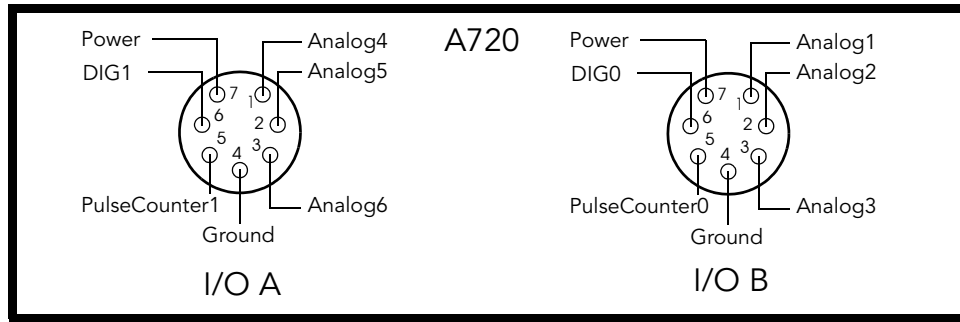 A720
Power
Analog4
DIG1
Analog5
7
1
6
2
5
3
4
PulseCounter1
Analog6
Ground
I/O A
Power
Analog1
DIG0
Analog2
7
1
6
2
5
3
4
PulseCounter0
Analog3
Ground
I/O B